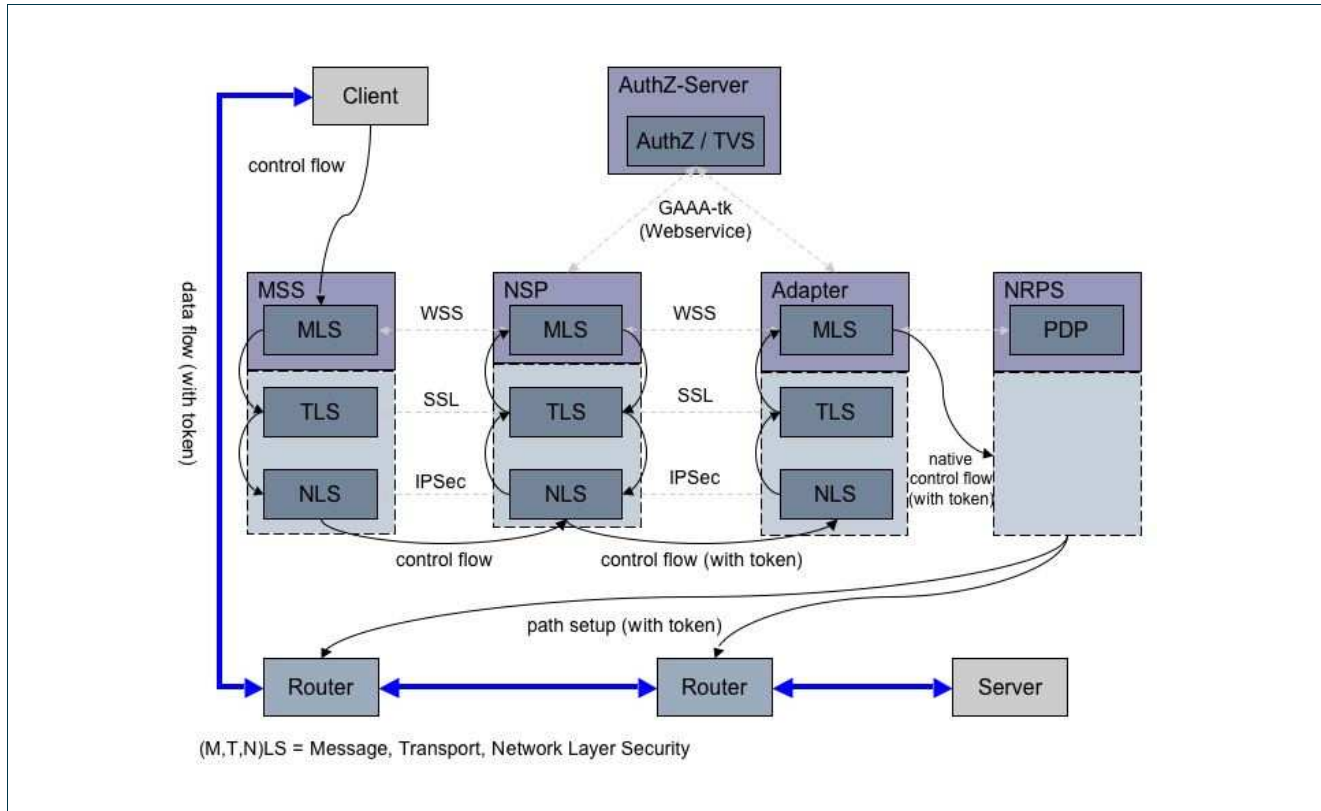 Client
AuthZ-Server
AuthZ / TVS
control flow
GAAA-tk
(Webservice)
data flow (with token)
MSS
NSP
Adapter
NRPS
MLS
WSS
MLS
WSS
MLS
PDP
TLS
SSL
TLS
SSL
TLS
NLS
IPSec
NLS
IPSec
NLS
native
control flow
(with token)
control flow
control flow (with token)
path setup (with token)
Router
Router
Server
(M,T,N)LS = Message, Transport, Network Layer Security